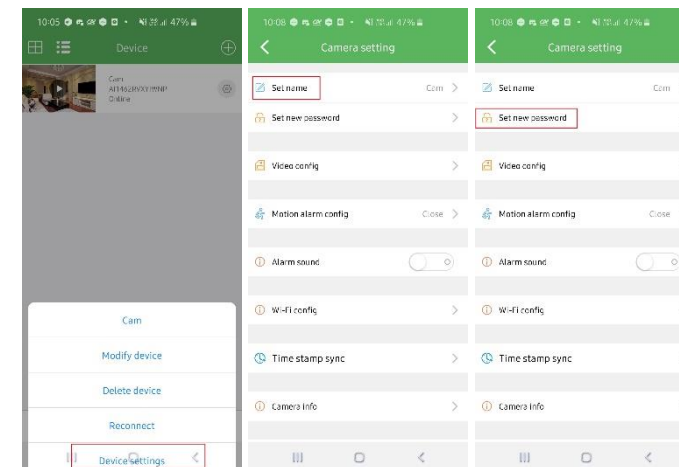 10:05
47%
Device
Cam
Online
Cam
Modify device
Delete device
Reconnect
Device settings
10:08
47%
Camera setting
Set name
Cam
Set new password
Video config
Motion alarm config
Close
Alarm sound
Wi-Fi config
Time stamp sync
Camera info
10:08
47%
Camera setting
Set name
Cam
Set new password
Video config
Motion alarm config
Close
Alarm sound
Wi-Fi config
Time stamp sync
Camera info